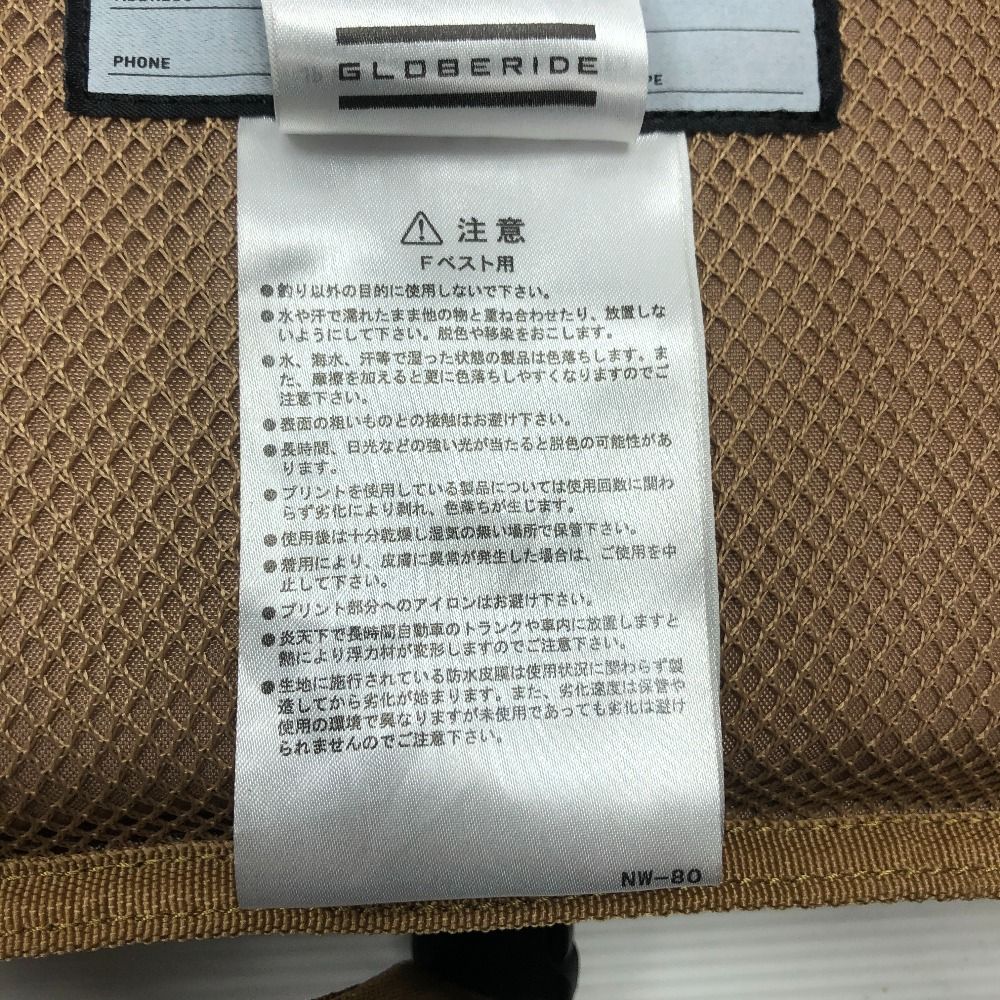 PHONE
GLOBERIDE
注意
Fベスト用
●釣り以外の目的に使用しないで下さい。
●水や汗で濡れたまま他の物と重ね合わせたり、放置しな
いようにして下さい。脱色や移染をおこします。
●水、海水、汗等で湿った状態の製品は色落ちします。ま
た、摩擦を加えると更に色落ちしやすくなりますのでご
注意下さい。
●表面の粗いものとの接触はお避け下さい。
●長時間、日光などの強い光が当たると脱色の可能性があ
ります。
●プリントを使用している製品については使用回数に関わ
らず劣化により剥れ、色落ちが生じます。
●使用後は十分乾燥し湿気の無い場所で保管下さい。
●着用により、皮膚に異常が発生した場合は、ご使用を中
止して下さい。
●プリント部分へのアイロンはお避け下さい。
●炎天下で長時間自動車のトランクや車内に放置しますと
熱により浮力材が変形しますのでご注意下さい。
●生地に施行されている防水皮膜は使用状況に関わらず製
造してから劣化が始まります。また、劣化速度は保管や
使用の環境で異なりますが未使用であっても劣化は避け
られませんのでご注意下さい。
NW-80